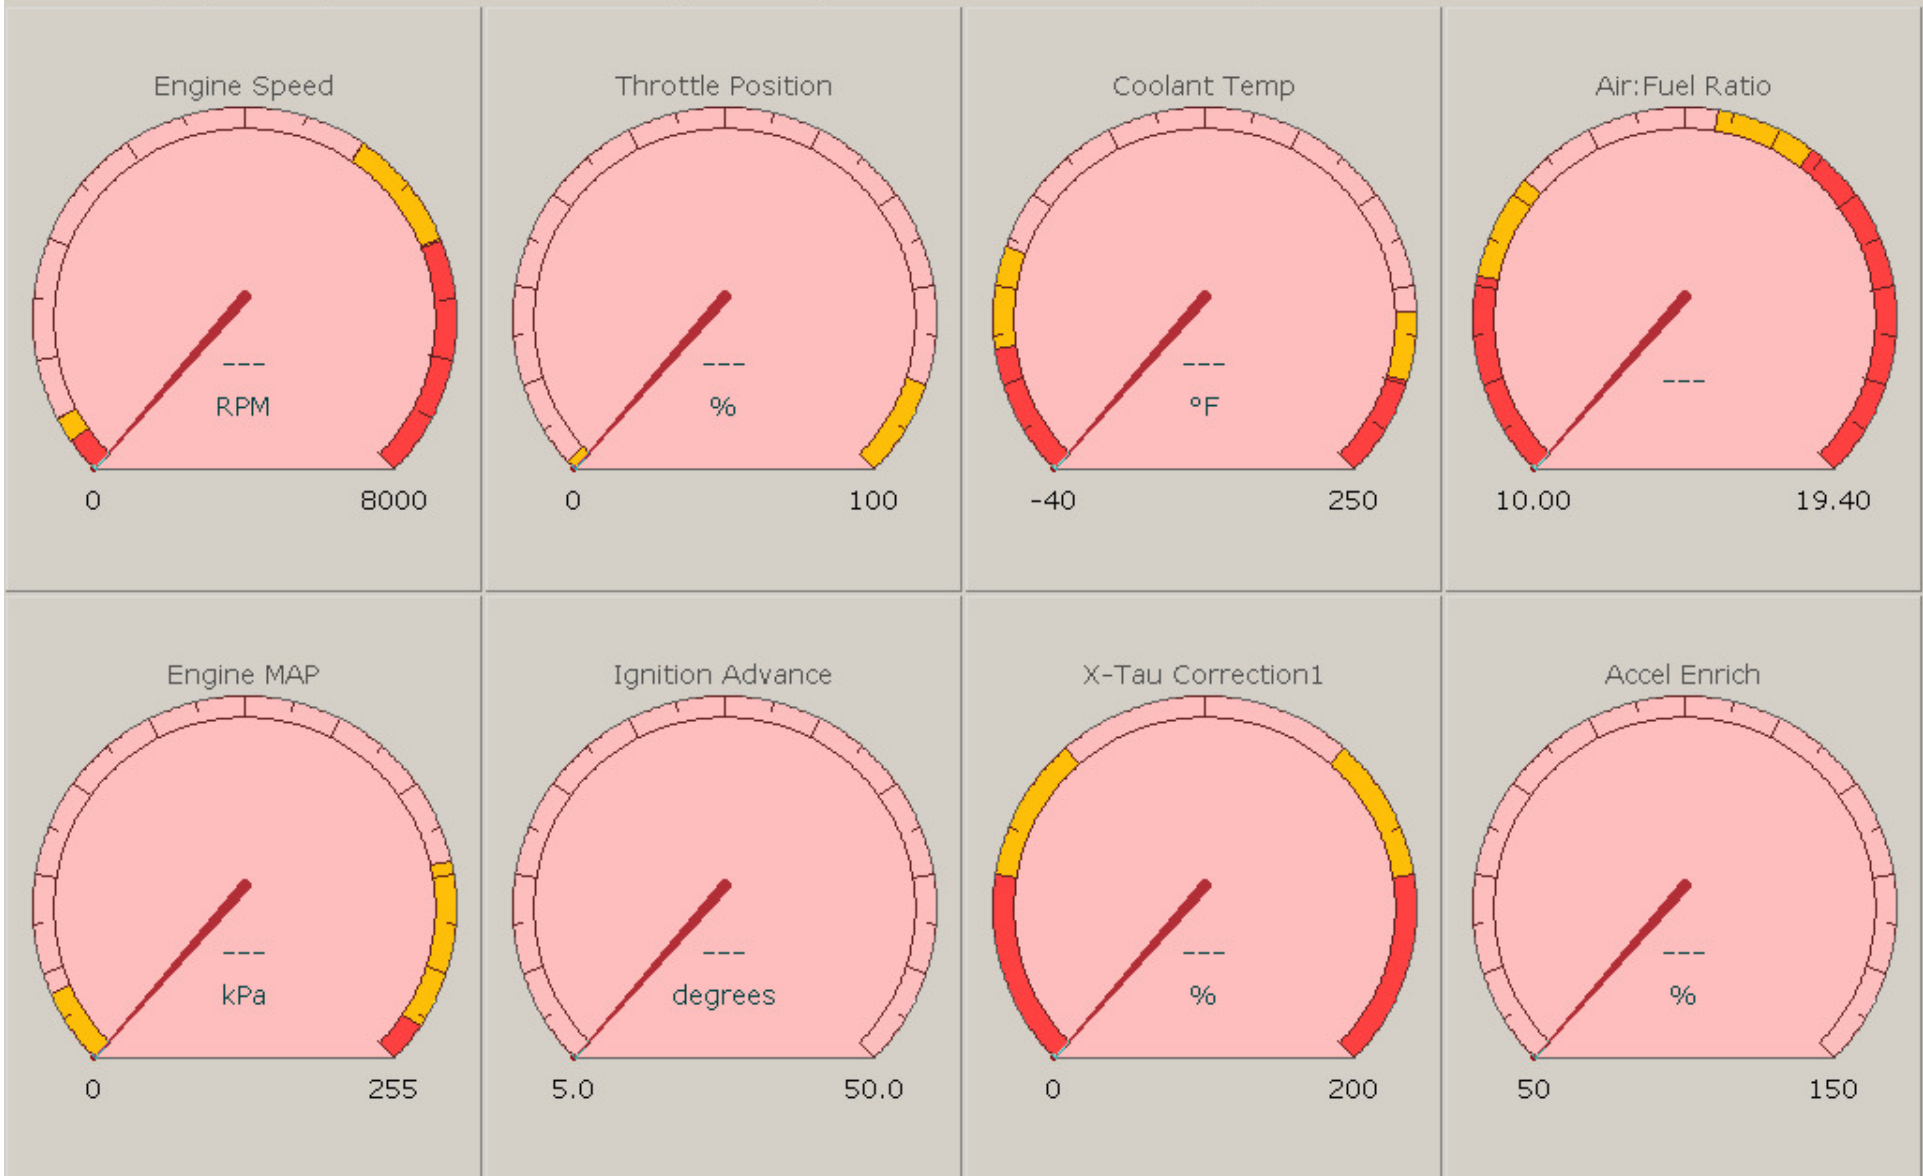 Engine Speed
---
RPM
0 8000
Throttle Position
---
%
0 100
Coolant Temp
---
°F
-40 250
Air:Fuel Ratio
---
10.00 19.40
Engine MAP
---
kPa
0 255
Ignition Advance
---
degrees
5.0 50.0
X-Tau Correction1
---
%
0 200
Accel Enrich
---
%
50 150